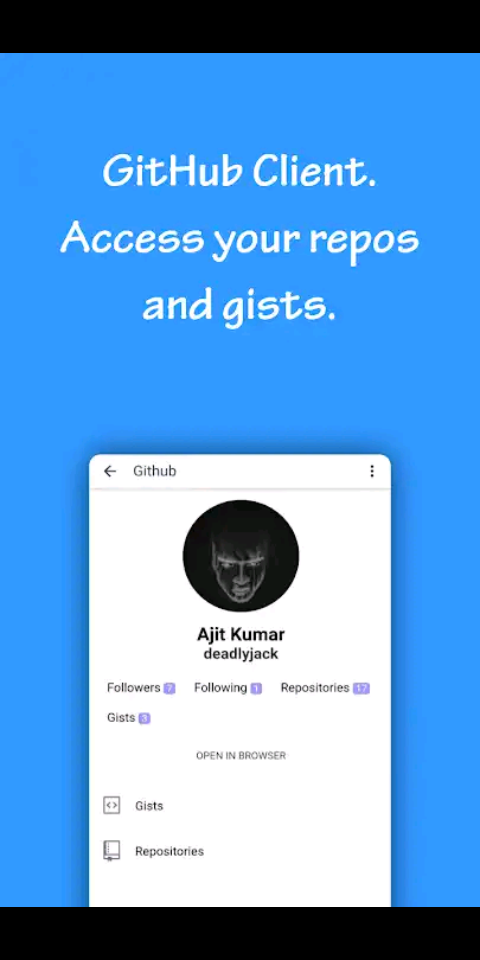 GitHub Client.
Access your repos
and gists.
Github
Ajit Kumar
deadlyjack
Followers 7 Following 1 Repositories 17
Gists 3
OPEN IN BROWSER
Gists
Repositories